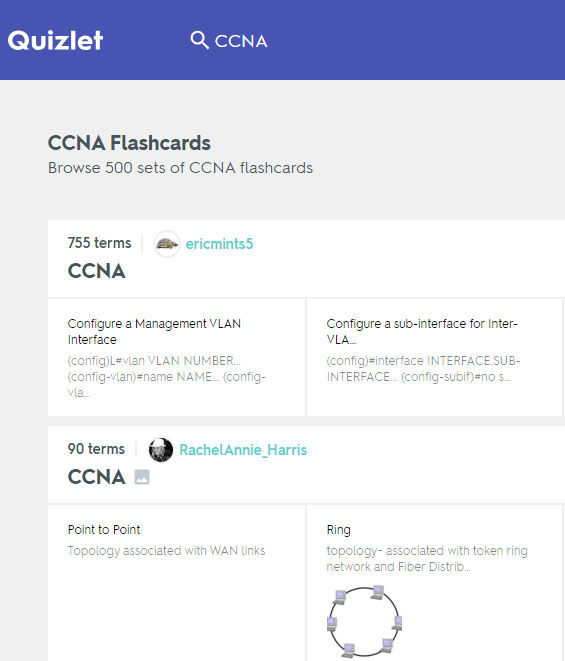 Quizlet
CCNA
CCNA Flashcards
Browse 500 sets of CCNA flashcards
755 terms
ericmints5
CCNA
Configure a Management VLAN
Interface
(config)L#vlan VLAN NUMBER...
(config-vlan)#name NAME... (config-
vla...
Configure a sub-interface for Inter-
VLA...
(config)#interface INTERFACE.SUB-
INTERFACE... (config-subif)#no s...
90 terms
RachelAnnie_Harris
CCNA
Point to Point
Topology associated with WAN links
Ring
topology- associated with token ring
network and Fiber Distrib...